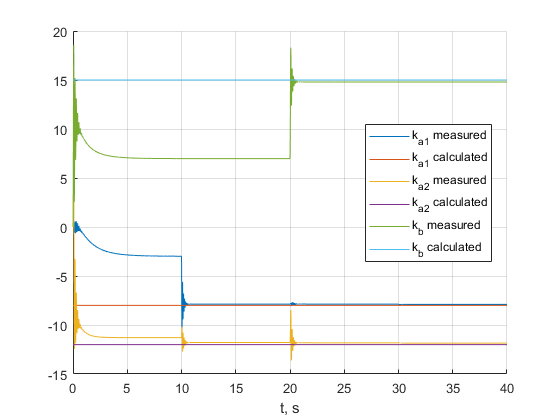 20
15
10
5
0
-5
-10
-15
0 5 10 15 20 25 30 35 40
t, s
k_a1 measured
k_a1 calculated
k_a2 measured
k_a2 calculated
k_b measured
k_b calculated